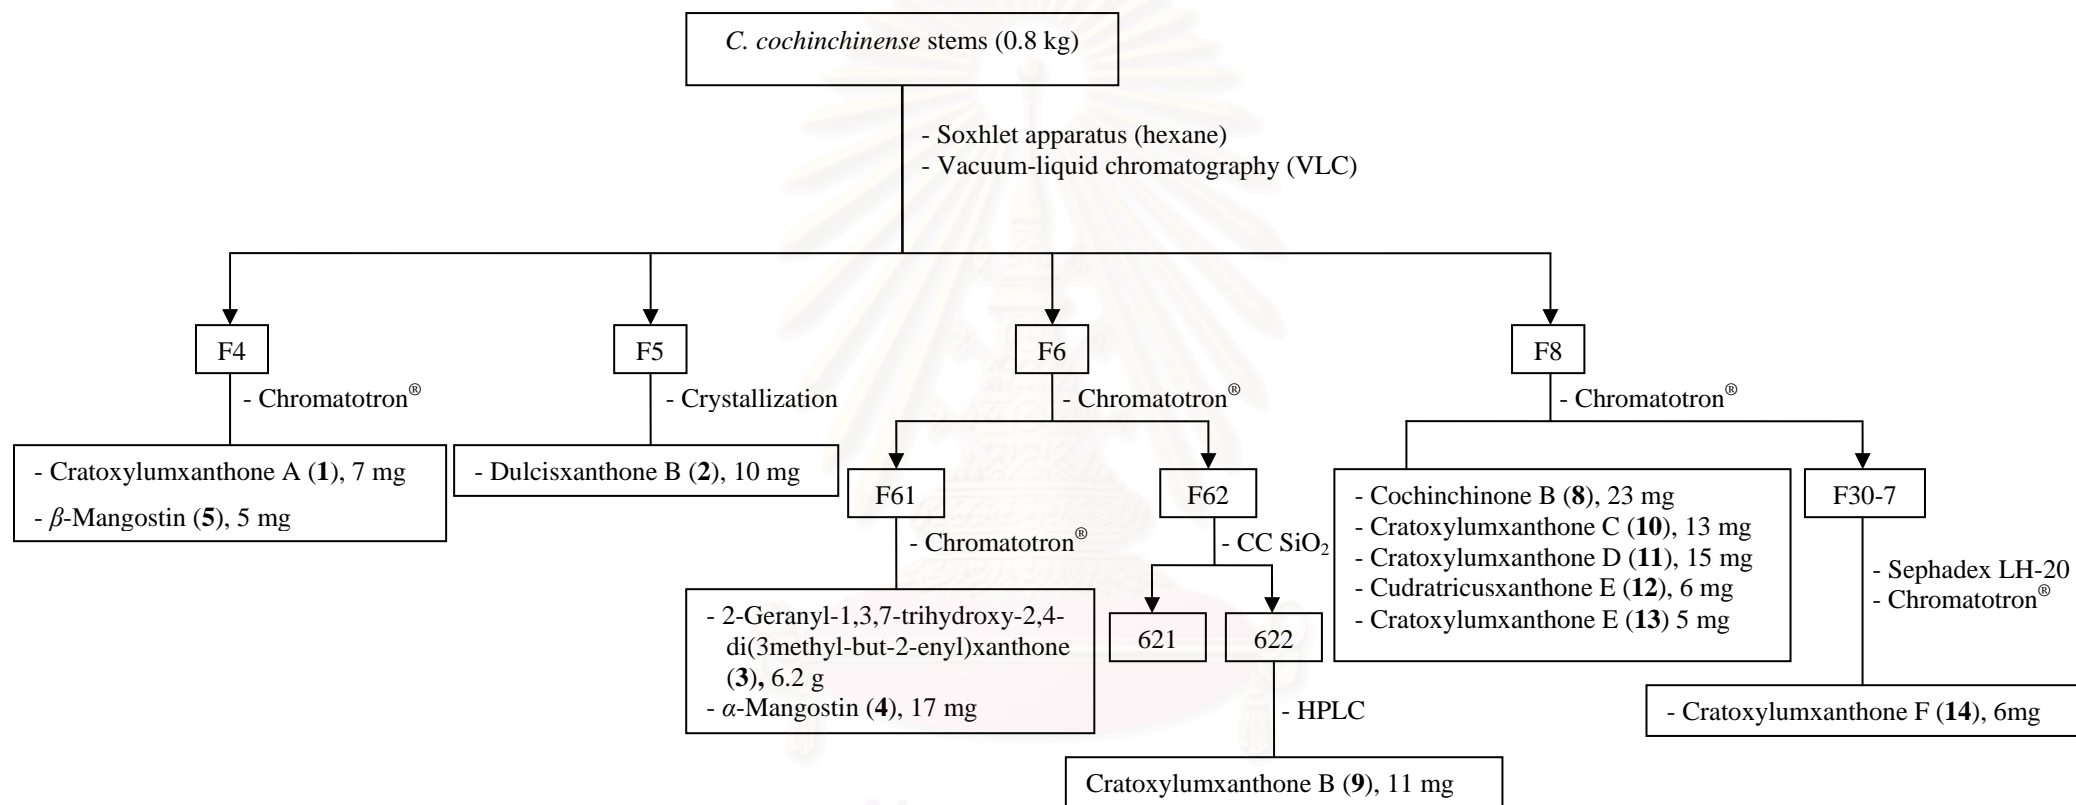 C. cochinchinense stems (0.8 kg)
- Soxhlet apparatus (hexane)
- Vacuum-liquid chromatography (VLC)
F4
F5
F6
F8
- Chromatotron®
- Crystallization
- Chromatotron®
- Chromatotron®
- Cratoxylumxanthone A (1), 7 mg
- β-Mangostin (5), 5 mg
- Dulcisxanthone B (2), 10 mg
F61
F62
- Cochinchinone B (8), 23 mg
- Cratoxylumxanthone C (10), 13 mg
- Cratoxylumxanthone D (11), 15 mg
- Cudratricusxanthone E (12), 6 mg
- Cratoxylumxanthone E (13) 5 mg
F30-7
- Chromatotron®
- CC SiO₂
- Sephadex LH-20
- Chromatotron®
- 2-Geranyl-1,3,7-trihydroxy-2,4-
di(3methyl-but-2-enyl)xanthone
(3), 6.2 g
- α-Mangostin (4), 17 mg
621
622
- HPLC
- Cratoxylumxanthone F (14), 6mg
Cratoxylumxanthone B (9), 11 mg